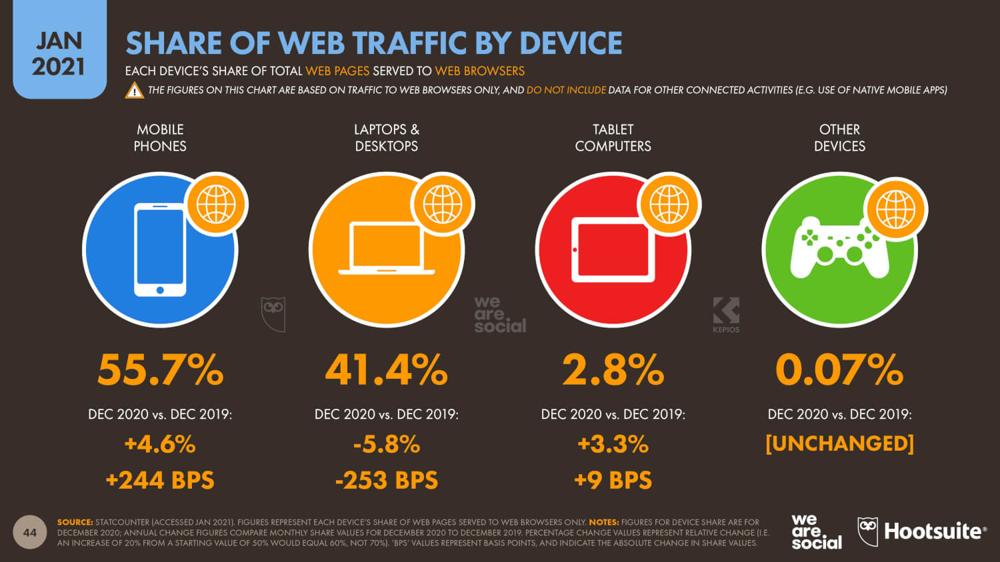 JAN
2021
SHARE OF WEB TRAFFIC BY DEVICE
EACH DEVICE'S SHARE OF TOTAL WEB PAGES SERVED TO WEB BROWSERS
THE FIGURES ON THIS CHART ARE BASED ON TRAFFIC TO WEB BROWSERS ONLY, AND DO NOT INCLUDE DATA FOR OTHER CONNECTED ACTIVITIES (E.G. USE OF NATIVE MOBILE APPS)
MOBILE
PHONES
LAPTOPS &
DESKTOPS
TABLET
COMPUTERS
OTHER
DEVICES
we
are
social
KEPIOS
55.7%
41.4%
2.8%
0.07%
DEC 2020 vs. DEC 2019:
DEC 2020 vs. DEC 2019:
DEC 2020 vs. DEC 2019:
DEC 2020 vs. DEC 2019:
+4.6%
-5.8%
+3.3%
[UNCHANGED]
+244 BPS
-253 BPS
+9 BPS
44
SOURCE: STATCOUNTER (ACCESSED JAN 2021). FIGURES REPRESENT EACH DEVICE'S SHARE OF WEB PAGES SERVED TO WEB BROWSERS ONLY. NOTES: FIGURES FOR DEVICE SHARE ARE FOR
DECEMBER 2020; ANNUAL CHANGE FIGURES COMPARE MONTHLY SHARE VALUES FOR DECEMBER 2020 TO DECEMBER 2019. PERCENTAGE CHANGE VALUES REPRESENT RELATIVE CHANGE (I.E.
AN INCREASE OF 20% FROM A STARTING VALUE OF 50% WOULD EQUAL 60%, NOT 70%). 'BPS' VALUES REPRESENT BASIS POINTS, AND INDICATE THE ABSOLUTE CHANGE IN SHARE VALUES.
we
are
social
Hootsuite®